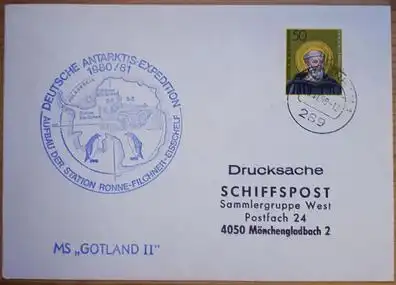 DEUTSCHE ANTARKTIS-EXPEDITION
1980/81
AUFBAU DER STATION RONNE-FILCHNER-EISSCHELF
50
289
Drucksache
SCHIFFSPOST
Sammlergruppe West
Postfach 24
4050 Mönchengladbach 2
MS „GOTLAND II"